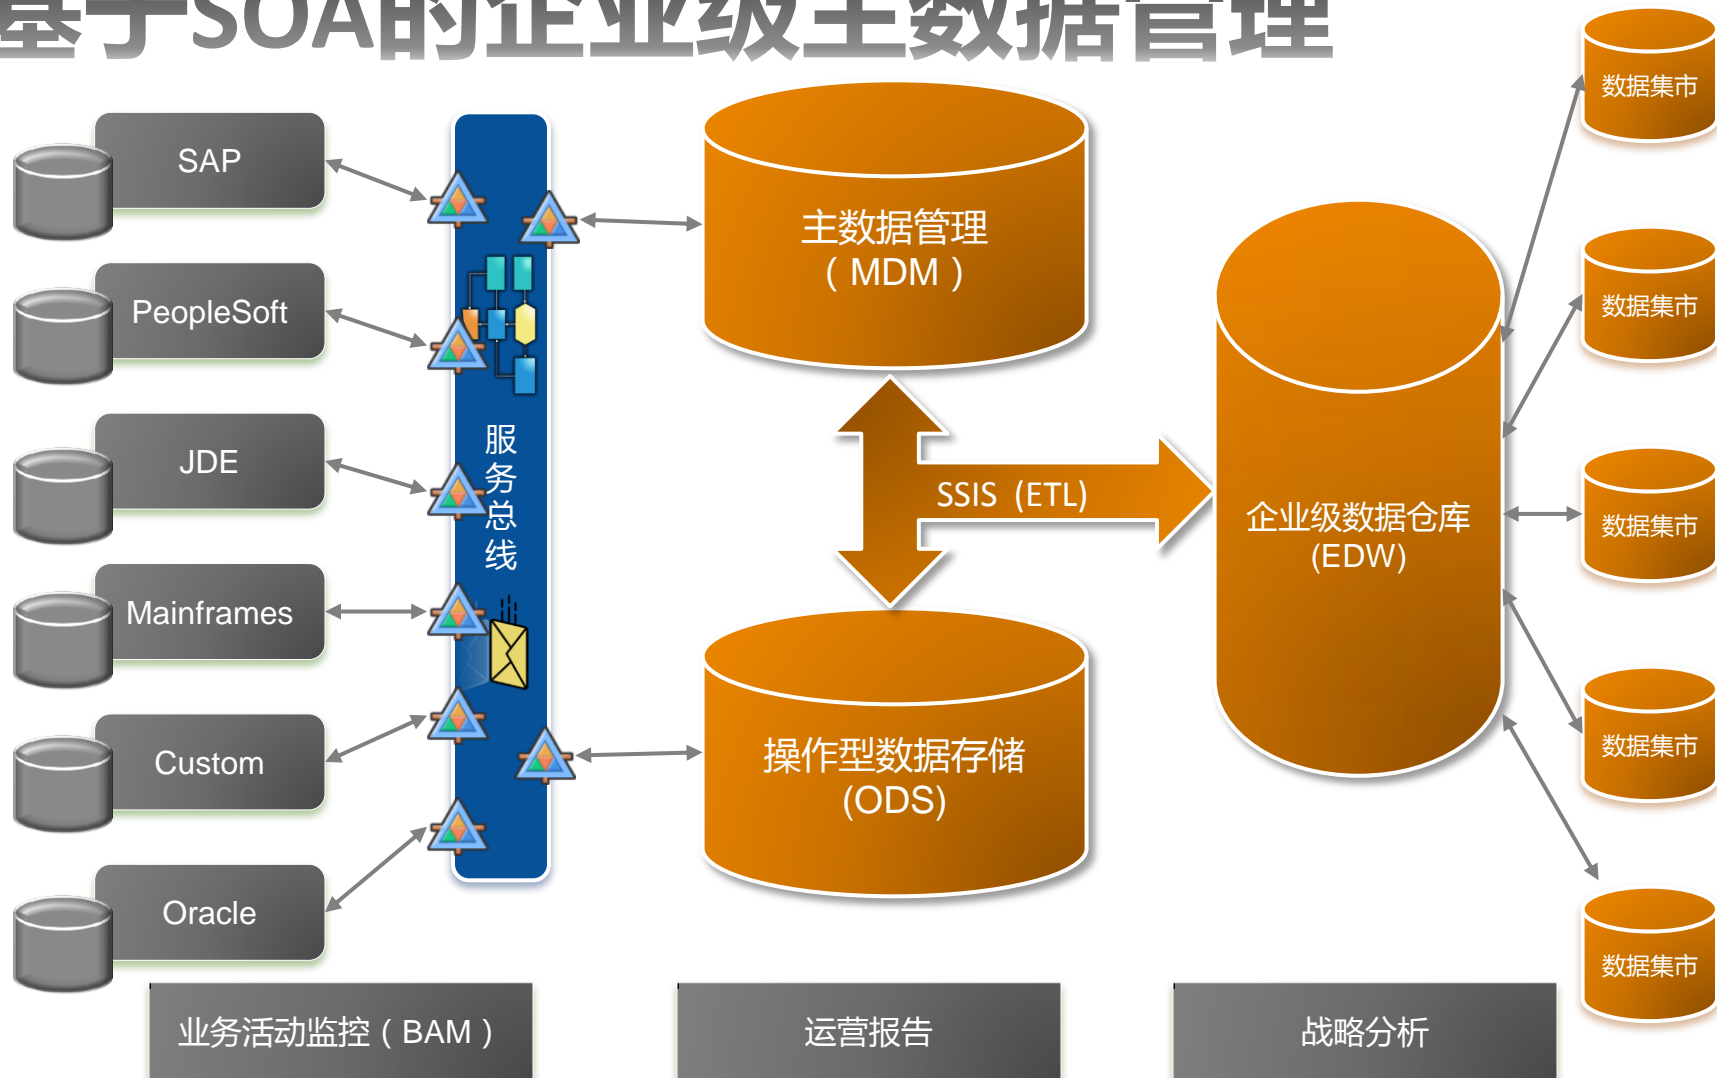 基于SOA的企业级主数据管理
SAP
PeopleSoft
JDE
Mainframes
Custom
Oracle
服
务
总
线
主数据管理
（MDM）
SSIS (ETL)
操作型数据存储
(ODS)
企业级数据仓库
(EDW)
数据集市
数据集市
数据集市
数据集市
数据集市
业务活动监控（BAM）
运营报告
战略分析